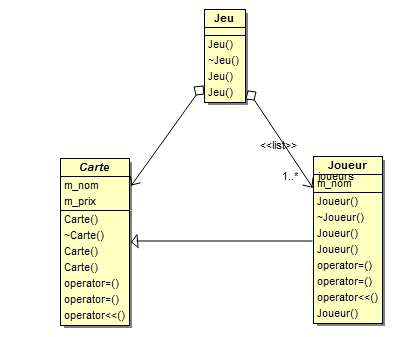 Jeu
Jeu()
~Jeu()
Jeu()
Jeu()
<<list>>
1..*
joueurs
Carte
m_nom
m_prix
Carte()
~Carte()
Carte()
Carte()
operator=()
operator=()
operator<<()
Joueur
m_nom
Joueur()
~Joueur()
Joueur()
Joueur()
operator=()
operator=()
operator<<()
Joueur()